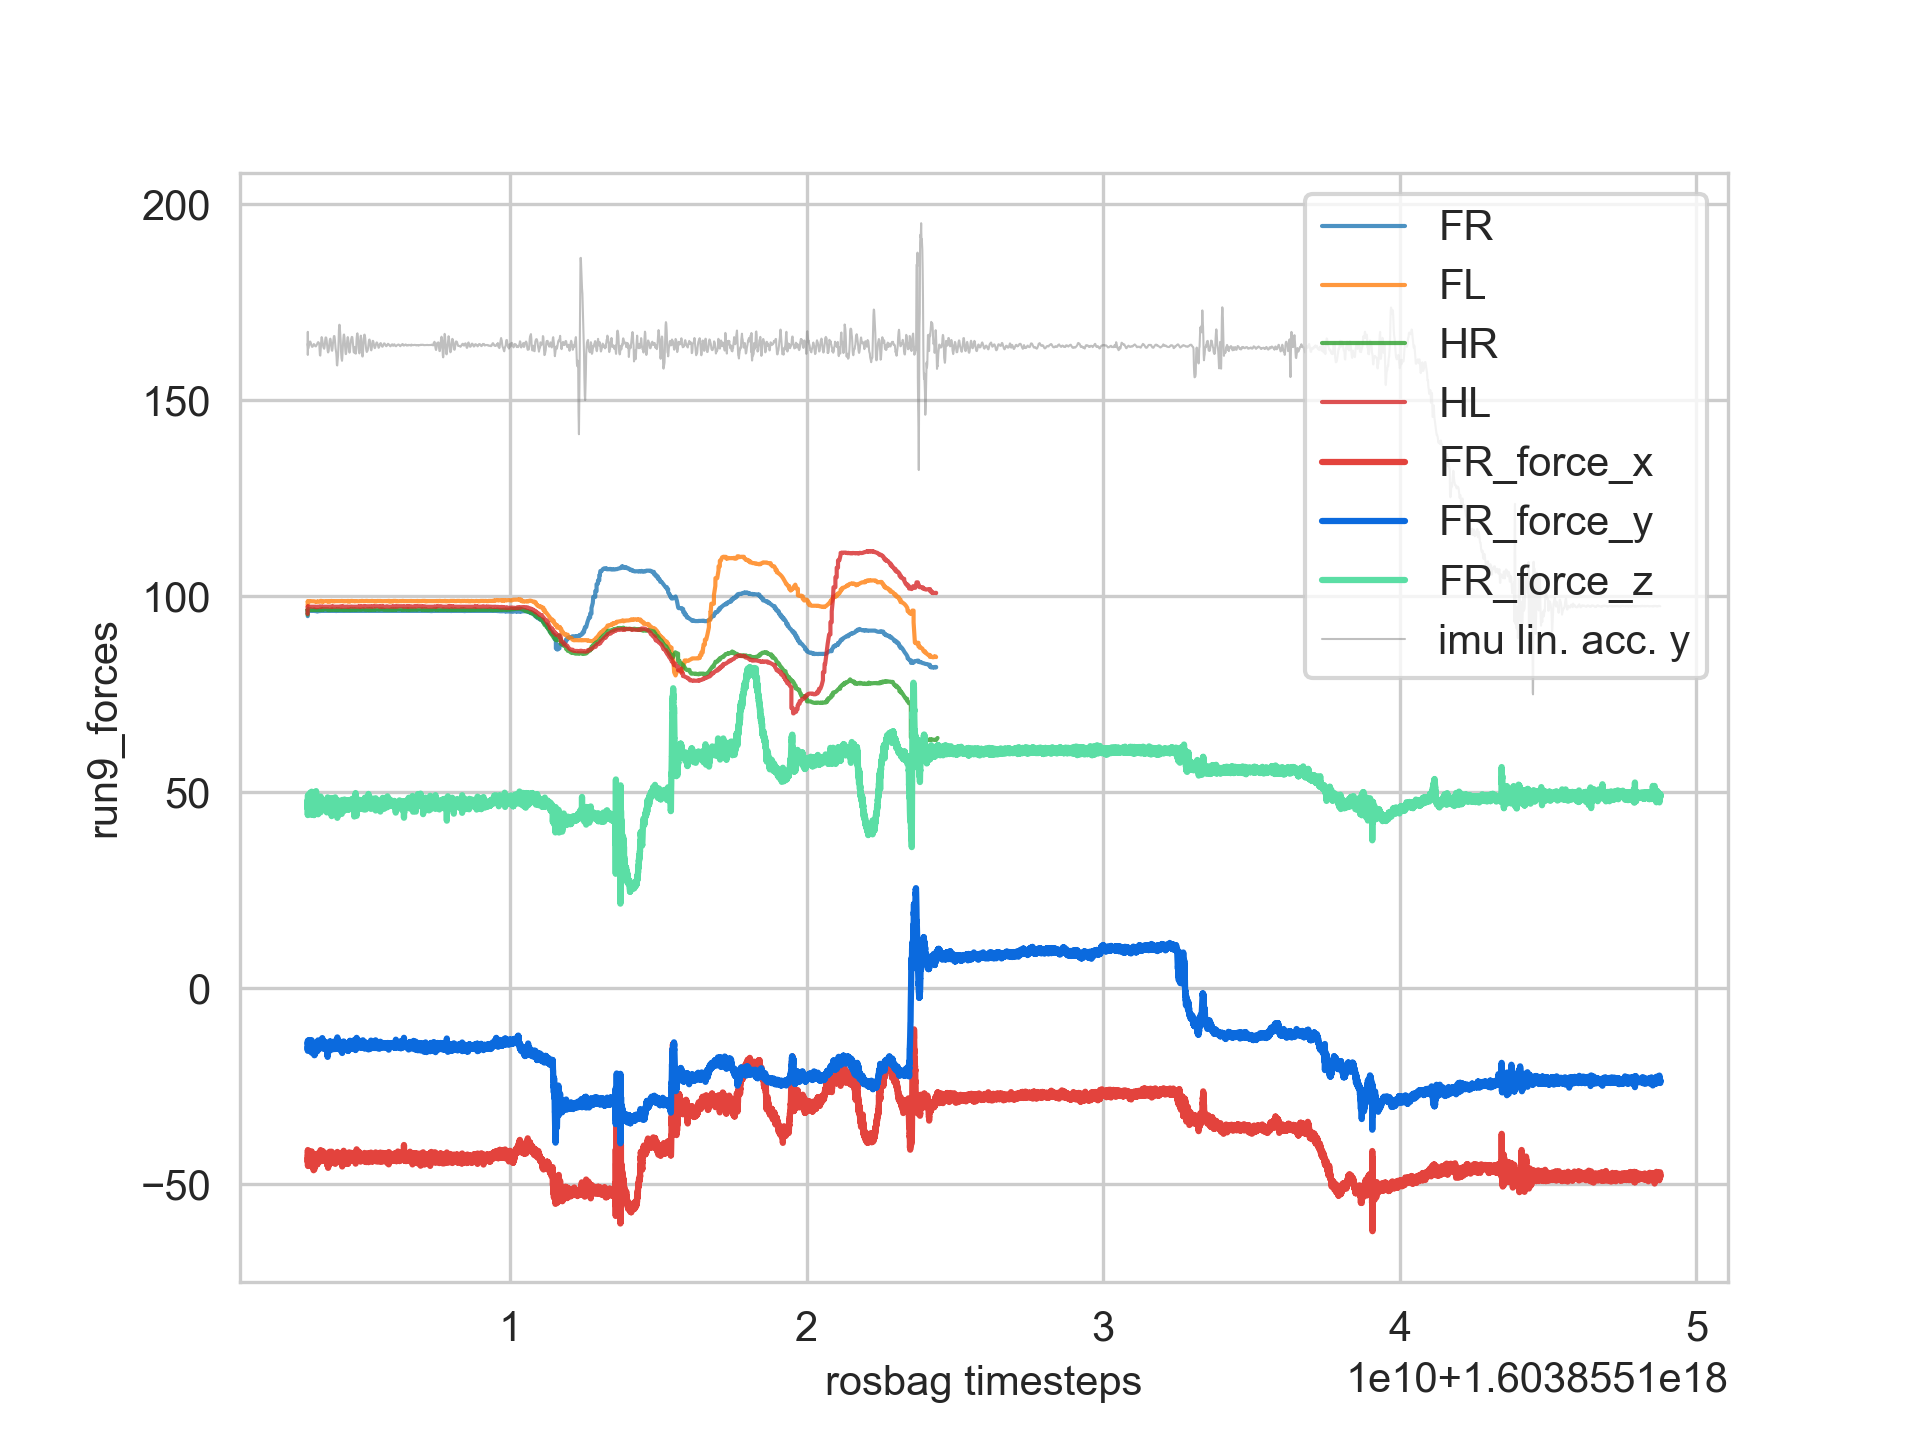 200
150
100
50
0
−50
run9_forces
FR
FL
HR
HL
FR_force_x
FR_force_y
FR_force_z
imu lin. acc. y
1
2
3
4
5
rosbag timesteps
1e10+1.6038551e18